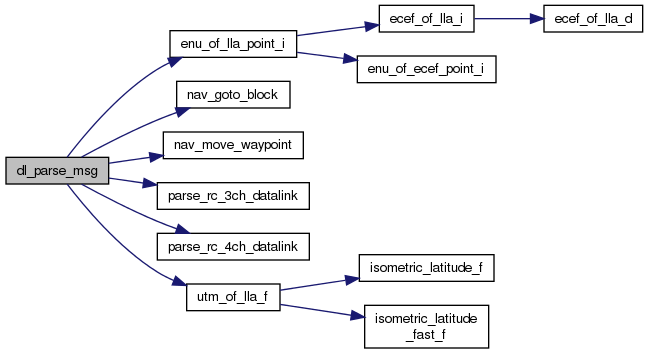 ecef_of_lla_i
ecef_of_lla_d
enu_of_lla_point_i
enu_of_ecef_point_i
nav_goto_block
nav_move_waypoint
dl_parse_msg
parse_rc_3ch_datalink
parse_rc_4ch_datalink
isometric_latitude_f
utm_of_lla_f
isometric_latitude
_fast_f